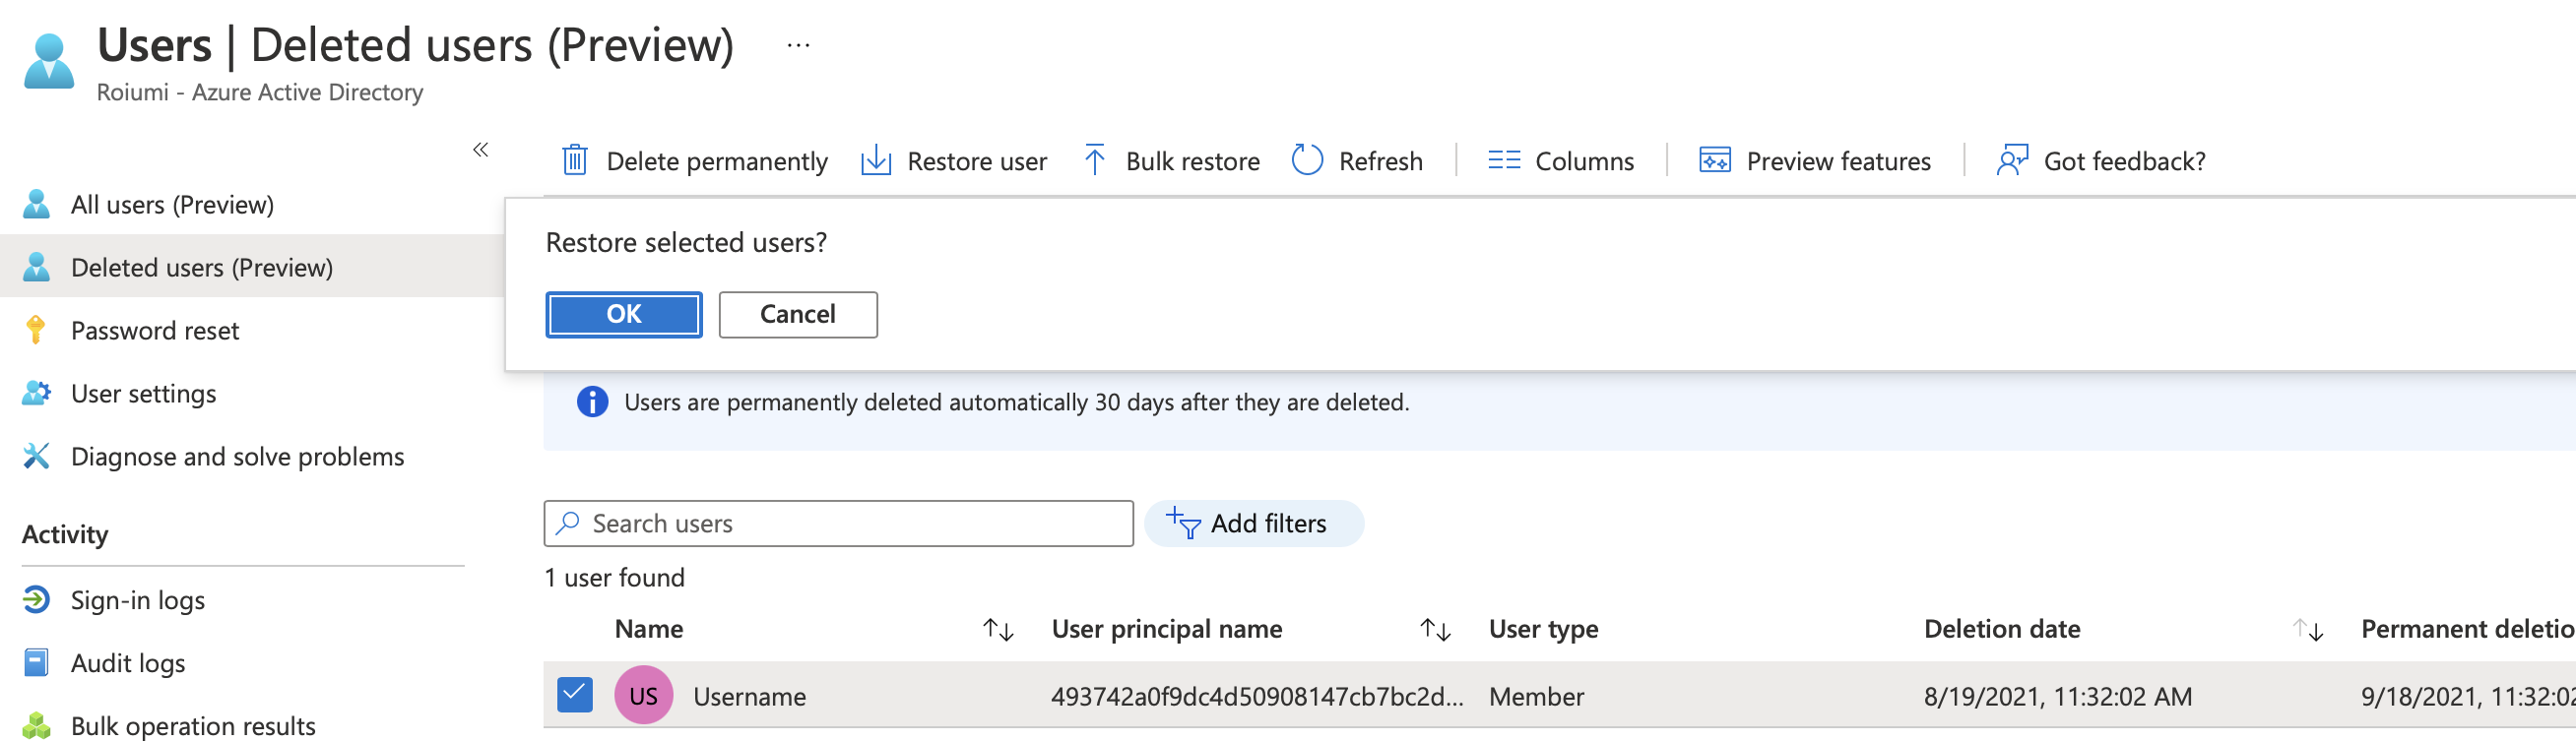 Users | Deleted users (Preview) ...
Roiumi - Azure Active Directory
«
All users (Preview)
Deleted users (Preview)
Password reset
User settings
Diagnose and solve problems
Activity
Sign-in logs
Audit logs
Bulk operation results
Delete permanently Restore user Bulk restore Refresh Columns Preview features Got feedback?
Restore selected users?
OK Cancel
Users are permanently deleted automatically 30 days after they are deleted.
Search users Add filters
1 user found
Name User principal name User type Deletion date Permanent deletio
US Username 493742a0f9dc4d50908147cb7bc2d... Member 8/19/2021, 11:32:02 AM 9/18/2021, 11:32:02